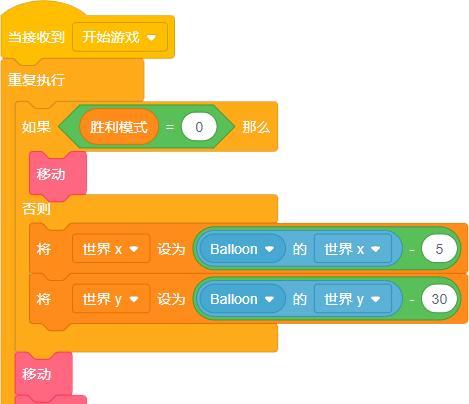 当接收到 开始游戏
重复执行
如果 胜利模式 = 0 那么
移动
否则
将 世界 x 设为 Balloon 的 世界 x - 5
将 世界 y 设为 Balloon 的 世界 y - 30
移动